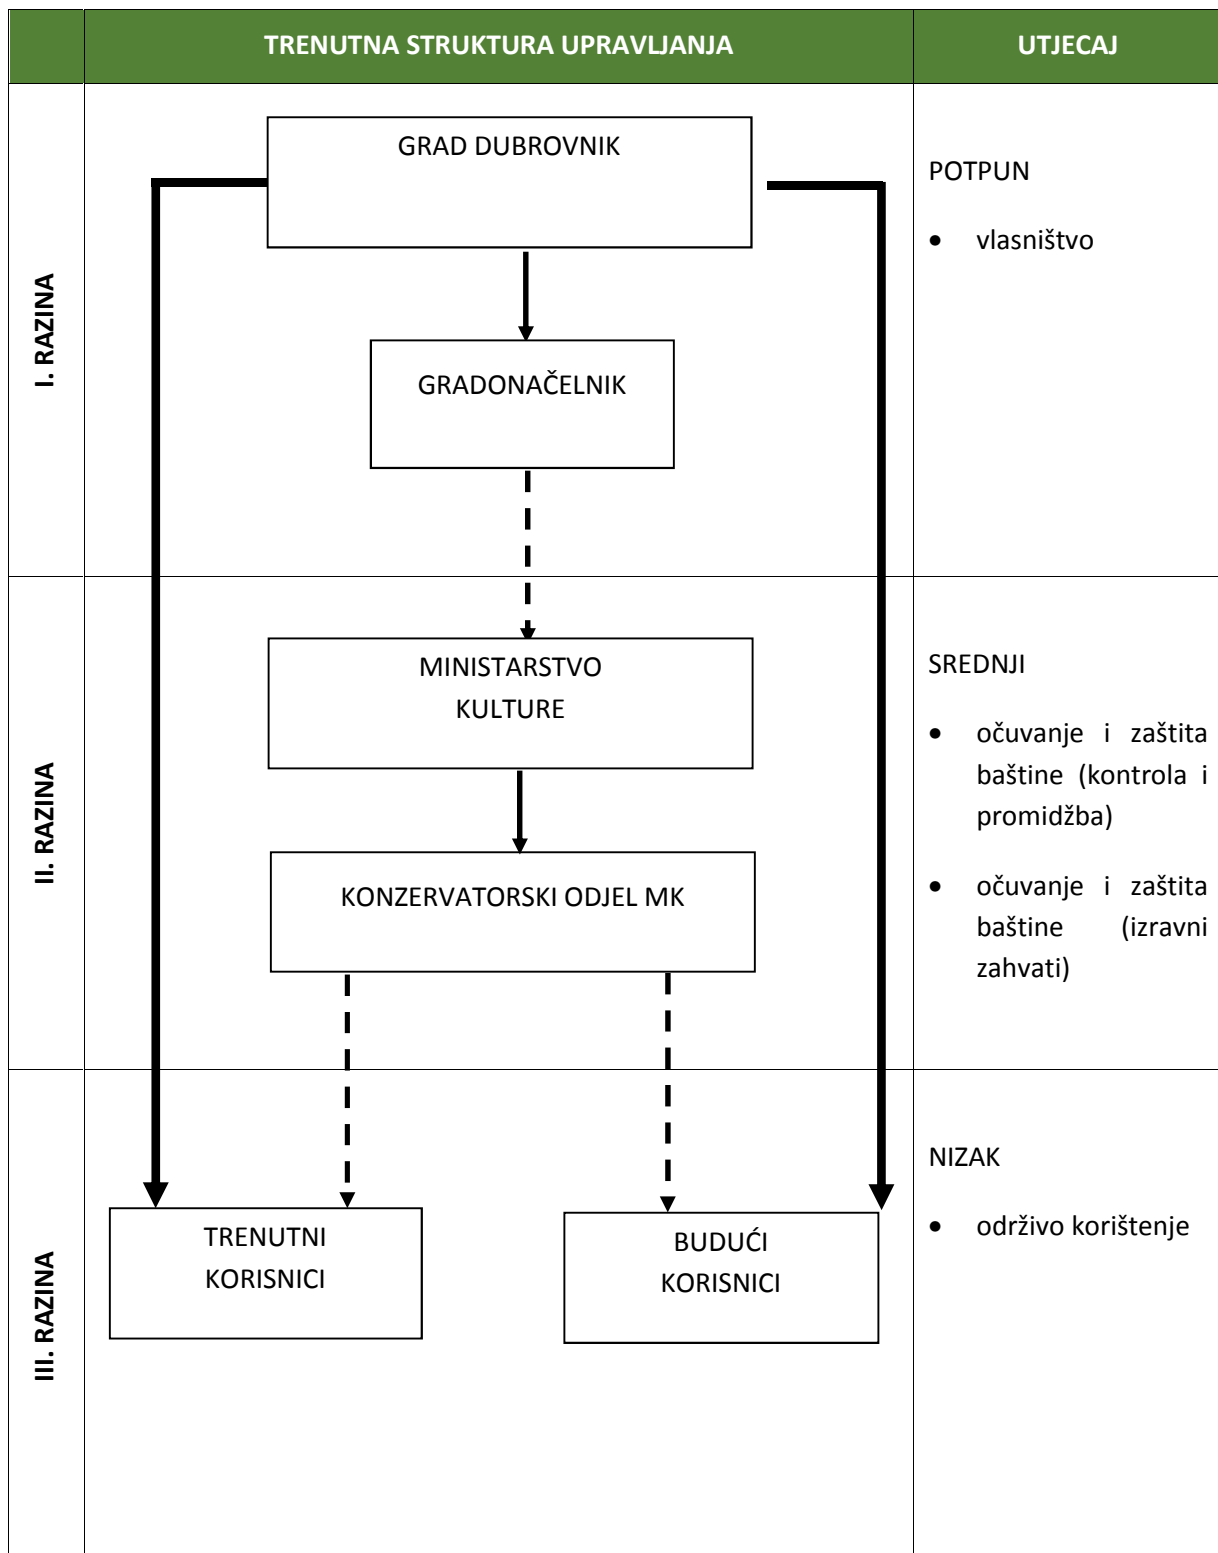 TRENUTNA STRUKTURA UPRAVLJANJA
UTJECAJ
I. RAZINA
GRAD DUBROVNIK
GRADONAČELNIK
POTPUN
• vlasništvo
II. RAZINA
MINISTARSTVO
KULTURE
KONZERVATORSKI ODJEL MK
SREDNJI
• očuvanje i zaštita
baštine (kontrola i
promidžba)
• očuvanje i zaštita
baštine (izravni
zahvati)
III. RAZINA
TRENUTNI
KORISNICI
BUDUĆI
KORISNICI
NIZAK
• održivo korištenje